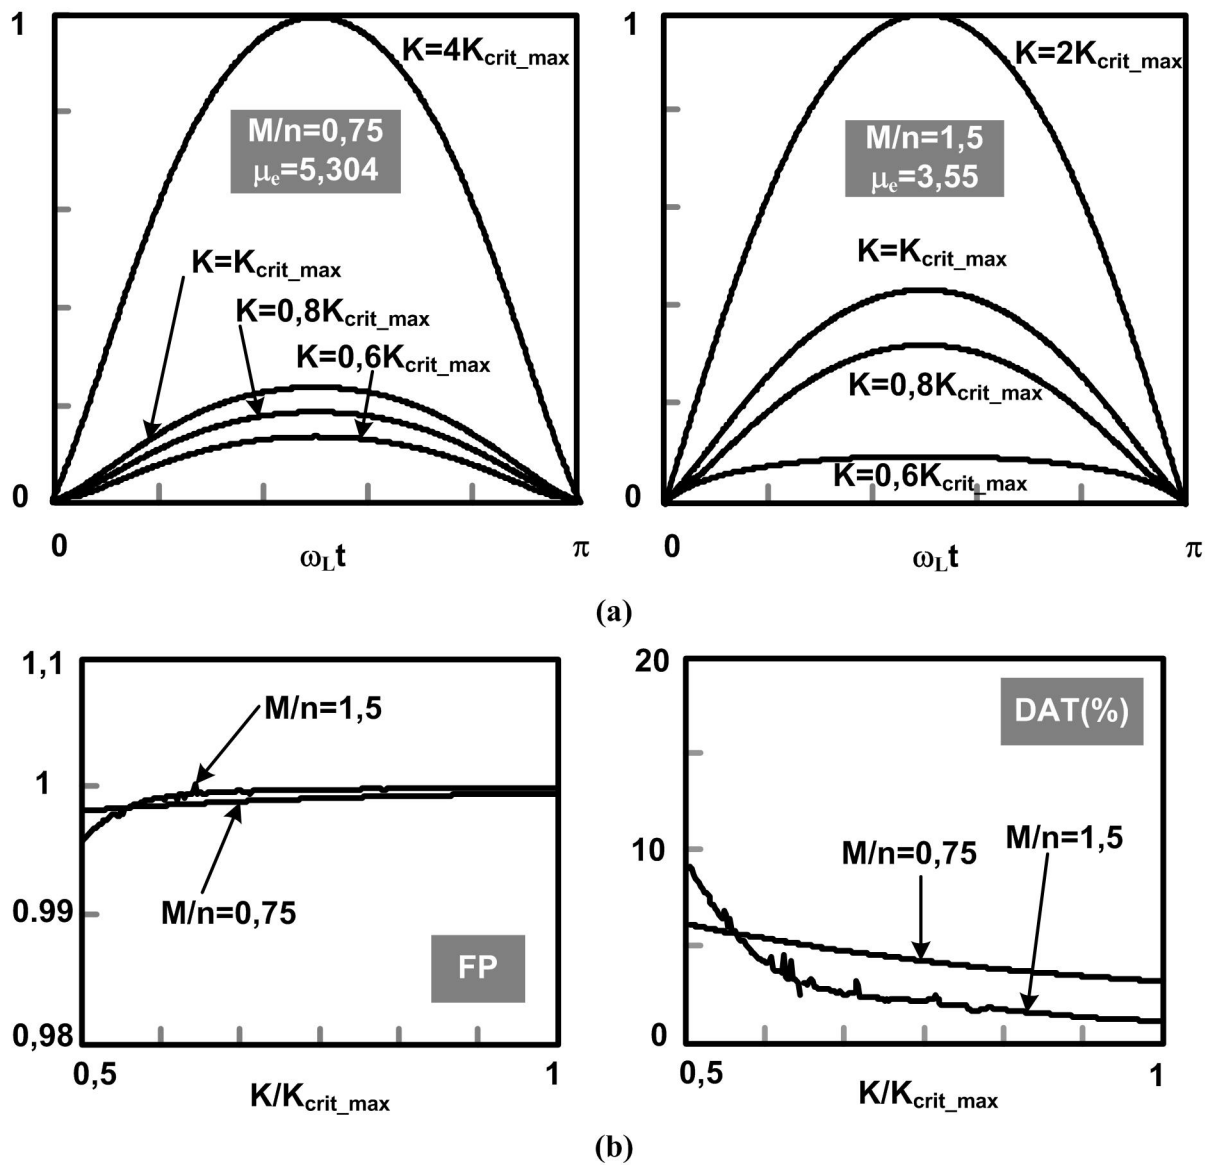 1
K=4Kcrit_max
M/n=0,75
μe=5,304
K=Kcrit_max
K=0,8Kcrit_max
K=0,6Kcrit_max
0
0
ωLt
π
1
K=2Kcrit_max
M/n=1,5
μe=3,55
K=Kcrit_max
K=0,8Kcrit_max
K=0,6Kcrit_max
0
0
ωLt
π
(a)
1,1
M/n=1,5
1
M/n=0,75
0.99
FP
0,98
0,5
K/Kcrit_max
1
20
DAT(%)
M/n=0,75
M/n=1,5
10
0
0,5
K/Kcrit_max
1
(b)